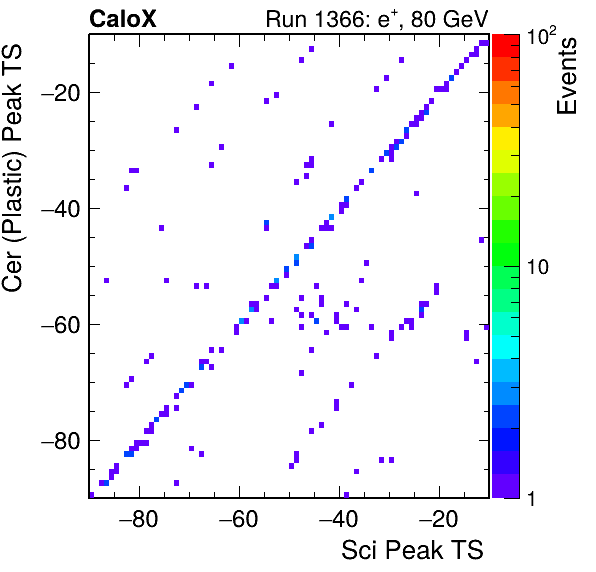 CaloX
Run 1366: e⁺, 80 GeV
Cer (Plastic) Peak TS
−20
−40
−60
−80
−80
−60
−40
−20
Sci Peak TS
10²
10
1
Events